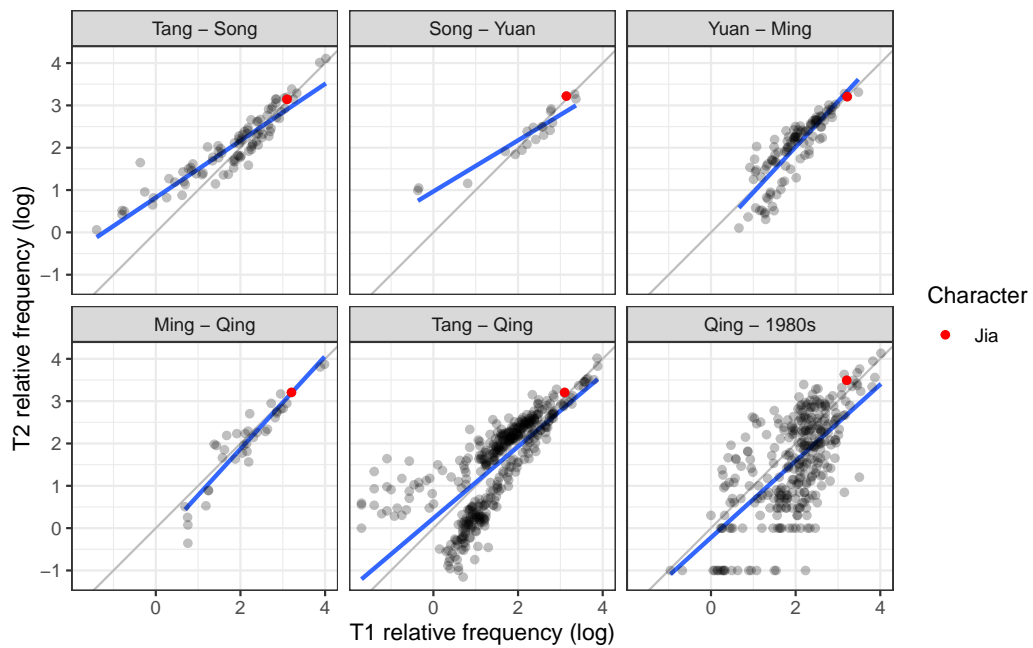 Tang − Song
Song − Yuan
Yuan − Ming
4
3
2
1
0
−1
Ming − Qing
Tang − Qing
Qing − 1980s
4
3
2
1
0
−1
0
2
4
0
2
4
0
2
4
T1 relative frequency (log)
T2 relative frequency (log)
Character
Jia